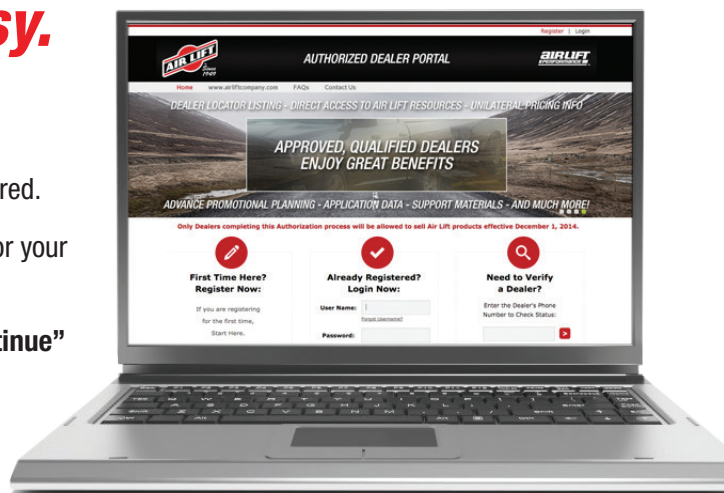 sy.
red.
or your
tinue”
Register | Login
AIR LIFT
Since
1949
AUTHORIZED DEALER PORTAL
AIRLIFT
PERFORMANCE
Home www.airliftcompany.com FAQs Contact Us
DEALER LOCATOR LISTING - DIRECT ACCESS TO AIR LIFT RESOURCES - UNILATERAL PRICING INFO
APPROVED, QUALIFIED DEALERS
ENJOY GREAT BENEFITS
ADVANCE PROMOTIONAL PLANNING - APPLICATION DATA - SUPPORT MATERIALS - AND MUCH MORE!
Only Dealers completing this Authorization process will be allowed to sell Air Lift products effective December 1, 2014.
First Time Here?
Register Now:
If you are registering
for the first time,
Start Here.
Already Registered?
Login Now:
User Name:
Forgot Username?
Password:
Need to Verify
a Dealer?
Enter the Dealer's Phone
Number to Check Status:
>